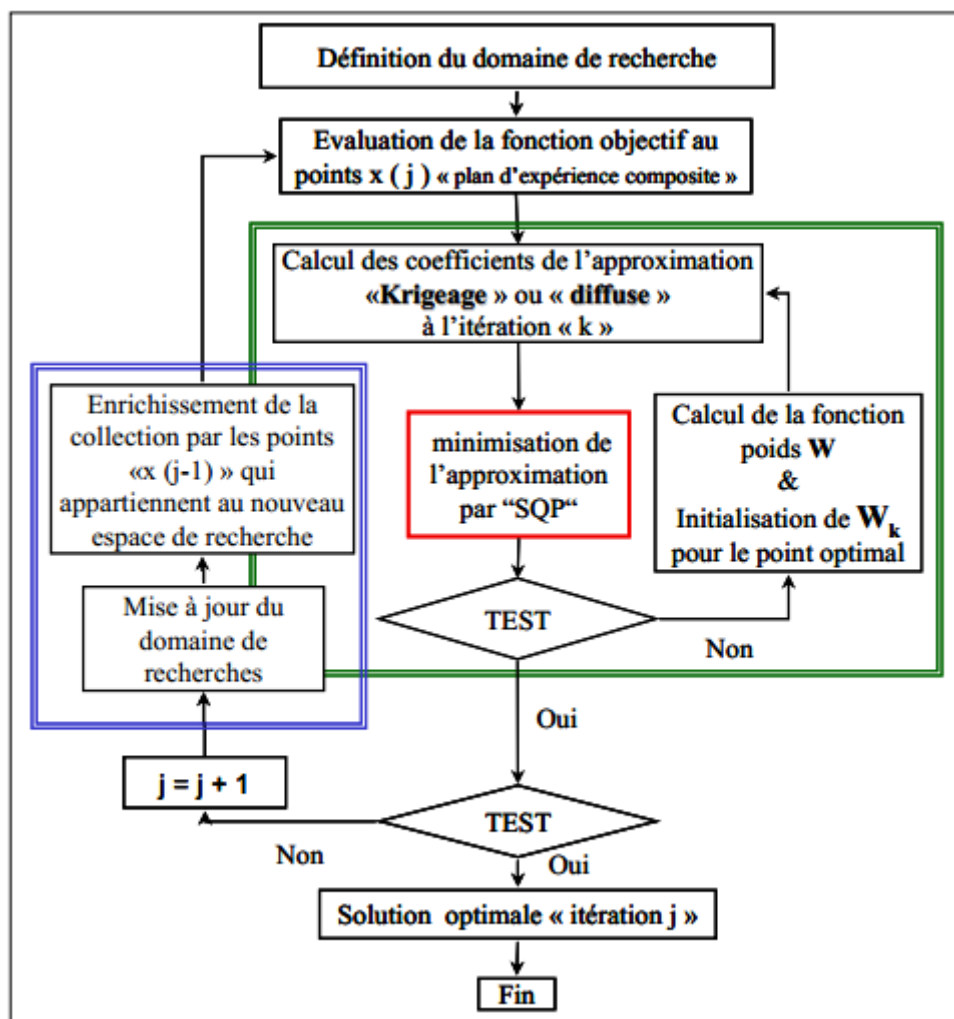 Définition du domaine de recherche
Evaluation de la fonction objectif au
points x ( j ) « plan d’expérience composite »
Calcul des coefficients de l’approximation
«Krigeage » ou « diffuse »
à l’itération « k »
Enrichissement de la
collection par les points
«x (j-1) » qui
appartiennent au nouveau
espace de recherche
minimisation de
l’approximation
par “SQP“
Calcul de la fonction
poids W
&
Initialisation de Wk
pour le point optimal
Mise à jour du
domaine de
recherches
TEST
Non
Oui
j = j + 1
TEST
Non
Oui
Solution optimale « itération j »
Fin